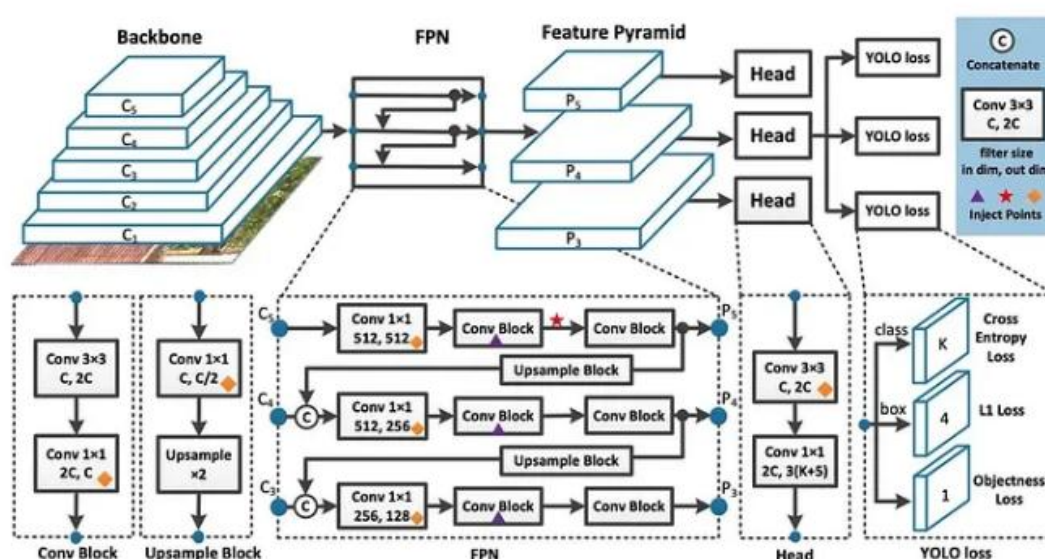 Backbone
FPN
Feature Pyramid
C5
C4
C3
C2
C1
P5
P4
P3
Head
Head
Head
YOLO loss
YOLO loss
YOLO loss
C
Concatenate
Conv 3×3
C, 2C
filter size
in dim, out dim
Inject Points
Conv 3×3
C, 2C
Conv 1×1
2C, C
Conv Block
Conv 1×1
C, C/2
Upsample
×2
Upsample Block
C5
Conv 1×1
512, 512
Conv Block
Conv Block
P5
Upsample Block
C4
C
Conv 1×1
512, 256
Conv Block
Conv Block
P4
Upsample Block
C3
C
Conv 1×1
256, 128
Conv Block
Conv Block
P3
FPN
Conv 3×3
C, 2C
Conv 1×1
2C, 3(K+5)
Head
class
K
Cross
Entropy
Loss
box
4
L1 Loss
1
Objectness
Loss
YOLO loss